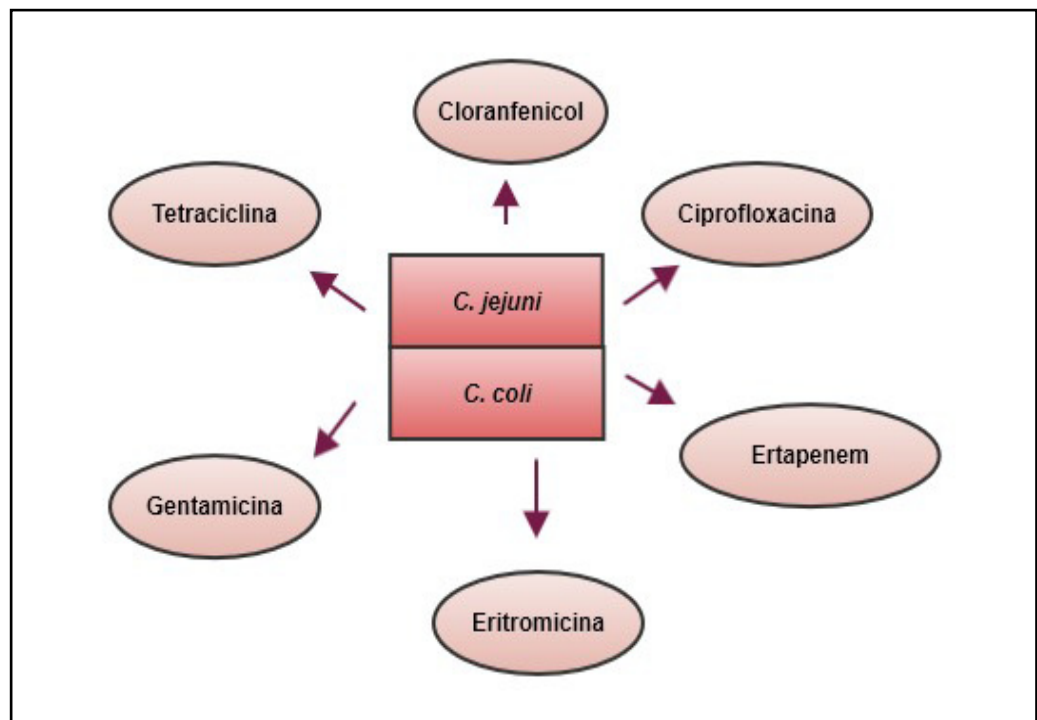 Cloranfenicol
Tetraciclina
Ciprofloxacina
C. jejuni
C. coli
Ertapenem
Gentamicina
Eritromicina